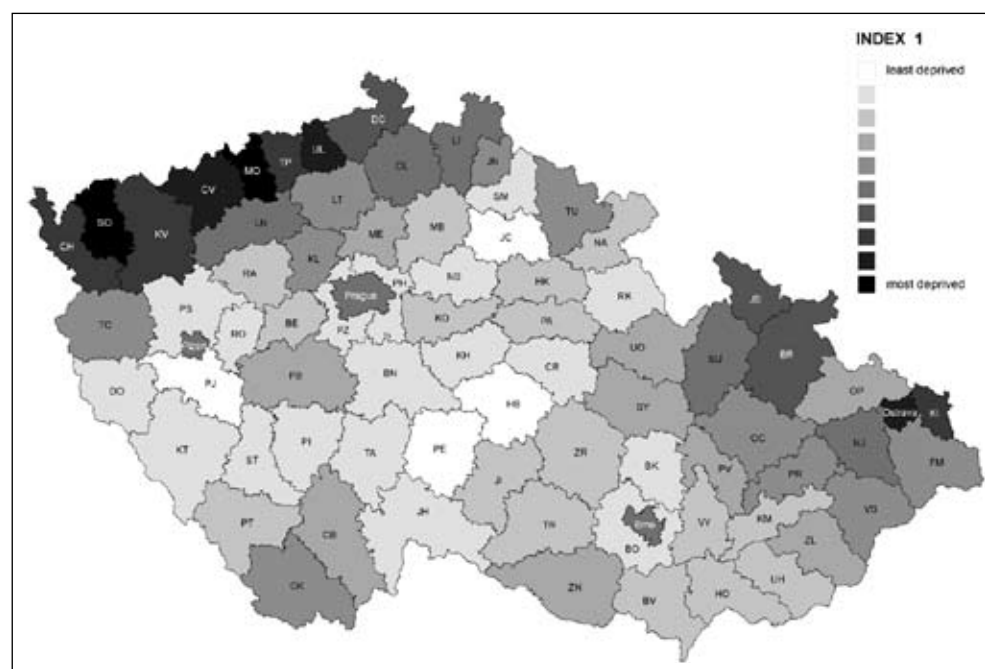 INDEX 1
least deprived
most deprived
DC
UL
TP
MO
CV
SO
KV
CH
CL
LI
JN
SM
TU
LT
LN
ME
MB
JC
NA
KL
RA
PH
NB
HK
RK
Prague
TC
PS
RO
BE
PZ
KO
PA
KH
CR
UO
SU
JE
BR
OP
Ostrava
KI
DO
PJ
PB
BN
HB
SY
OC
NJ
FM
KT
ST
PI
TA
PE
JI
ZR
BK
PV
PR
VS
PT
CB
JH
TR
Brno
BO
VY
KM
ZL
CK
ZN
BV
HO
UH